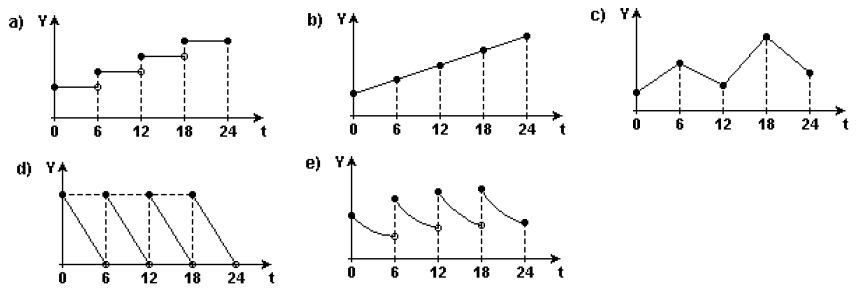 a) Y
0 6 12 18 24 t
b) Y
0 6 12 18 24 t
c) Y
0 6 12 18 24 t
d) Y
0 6 12 18 24 t
e) Y
0 6 12 18 24 t